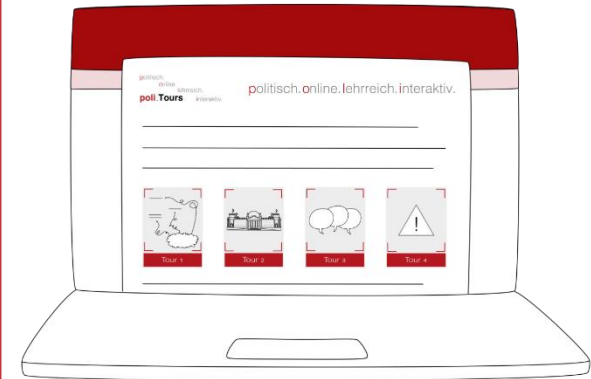 politisch.
online.
lehrreich.
poli.Tours interaktiv.
politisch.online.lehrreich.interaktiv.
!
Tour 1 Tour 2 Tour 3 Tour 4